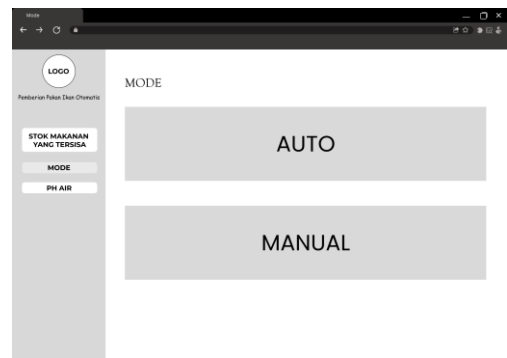 Mode
LOGO
Pemberian Pakan Ikan Otomatis
STOK MAKANAN
YANG TERSISA
MODE
PH AIR
MODE
AUTO
MANUAL